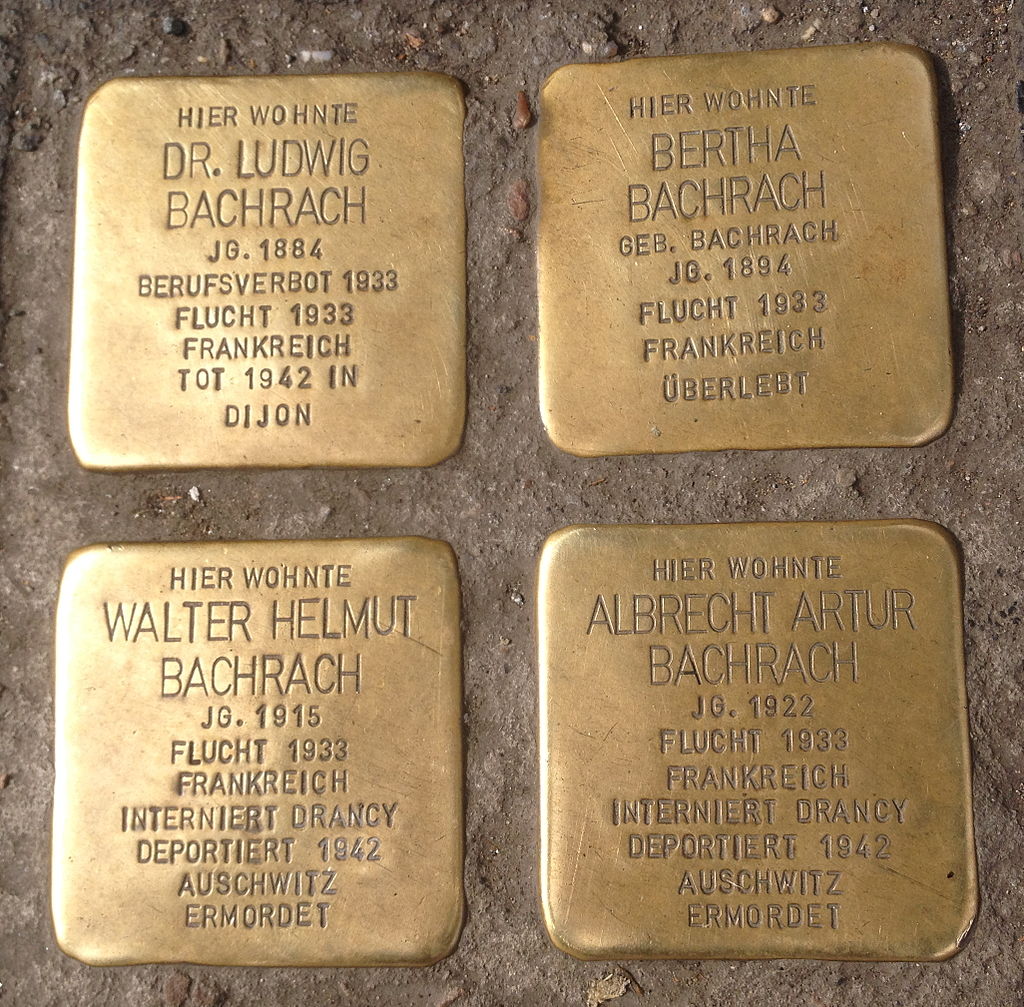 HIER WOHNTE
DR. LUDWIG
BACHRACH
JG. 1884
BERUFSVERBOT 1933
FLUCHT 1933
FRANKREICH
TOT 1942 IN
DIJON
HIER WOHNTE
BERTHA
BACHRACH
GEB. BACHRACH
JG. 1894
FLUCHT 1933
FRANKREICH
ÜBERLEBT
HIER WOHNTE
WALTER HELMUT
BACHRACH
JG. 1915
FLUCHT 1933
FRANKREICH
INTERNIERT DRANCY
DEPORTIERT 1942
AUSCHWITZ
ERMORDET
HIER WOHNTE
ALBRECHT ARTUR
BACHRACH
JG. 1922
FLUCHT 1933
FRANKREICH
INTERNIERT DRANCY
DEPORTIERT 1942
AUSCHWITZ
ERMORDET